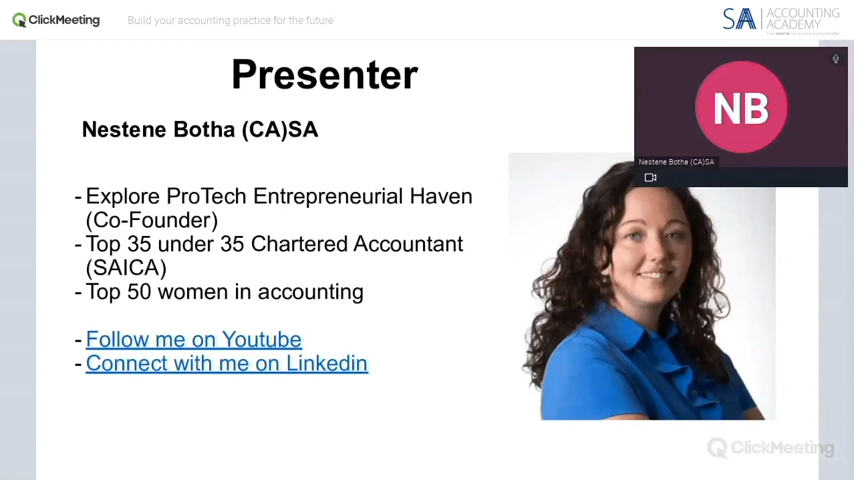 ClickMeeting
Build your accounting practice for the future
SA ACCOUNTING
ACADEMY
Presenter
NB
Nestene Botha (CA)SA
Nestene Botha (CA)SA
- Explore ProTech Entrepreneurial Haven
(Co-Founder)
- Top 35 under 35 Chartered Accountant
(SAICA)
- Top 50 women in accounting
- Follow me on Youtube
- Connect with me on Linkedin
ClickMeeting